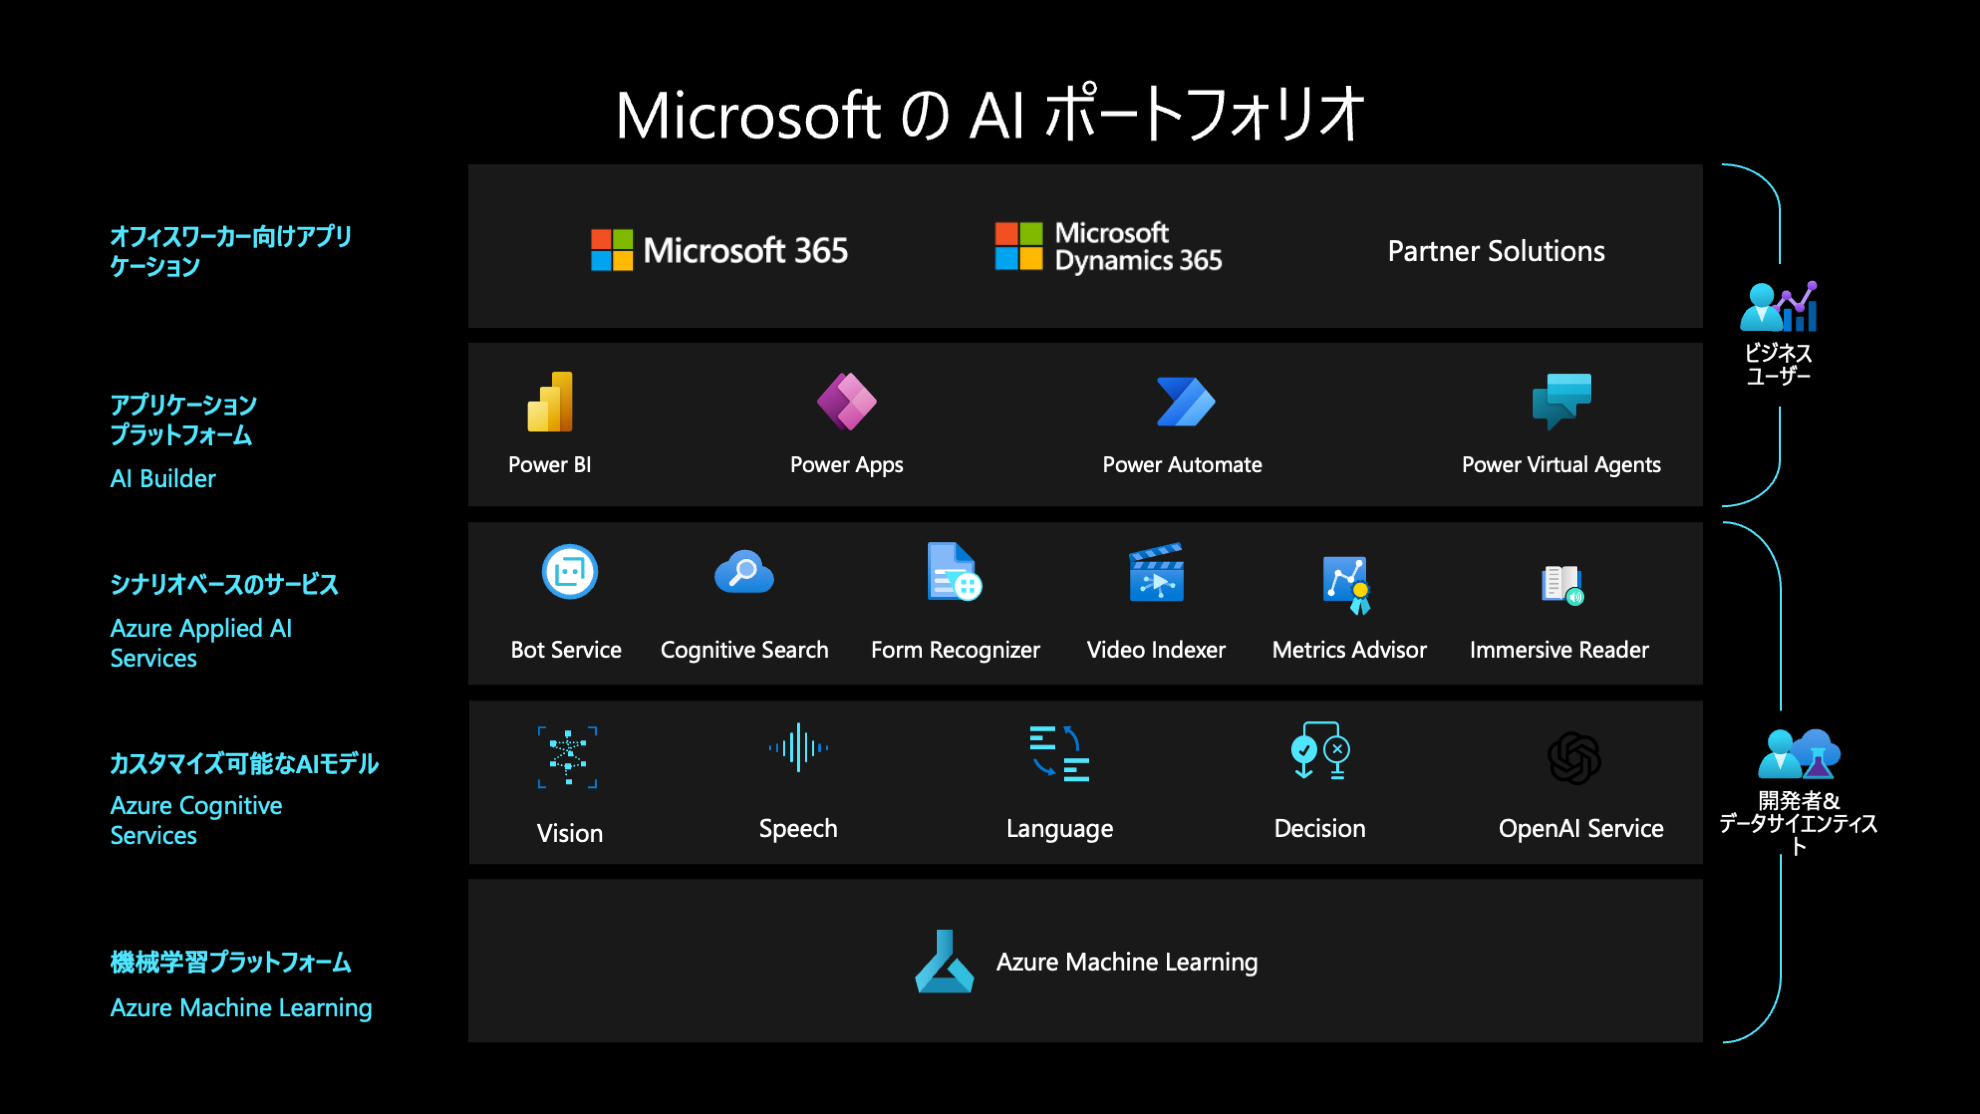 Microsoft の AI ポートフォリオ
オフィスワーカー向けアプリ
ケーション
Microsoft 365
Microsoft
Dynamics 365
Partner Solutions
アプリケーション
プラットフォーム
AI Builder
Power BI
Power Apps
Power Automate
Power Virtual Agents
ビジネス
ユーザー
シナリオベースのサービス
Azure Applied AI
Services
Bot Service
Cognitive Search
Form Recognizer
Video Indexer
Metrics Advisor
Immersive Reader
カスタマイズ可能なAIモデル
Azure Cognitive
Services
Vision
Speech
Language
Decision
OpenAI Service
開発者&
データサイエンティス
ト
機械学習プラットフォーム
Azure Machine Learning
Azure Machine Learning